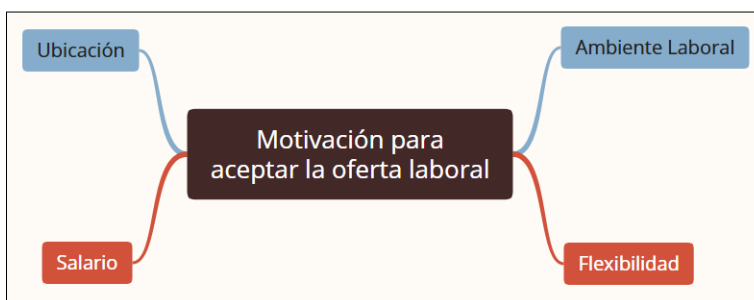 Ubicación
Ambiente Laboral
Motivación para
aceptar la oferta laboral
Salario
Flexibilidad